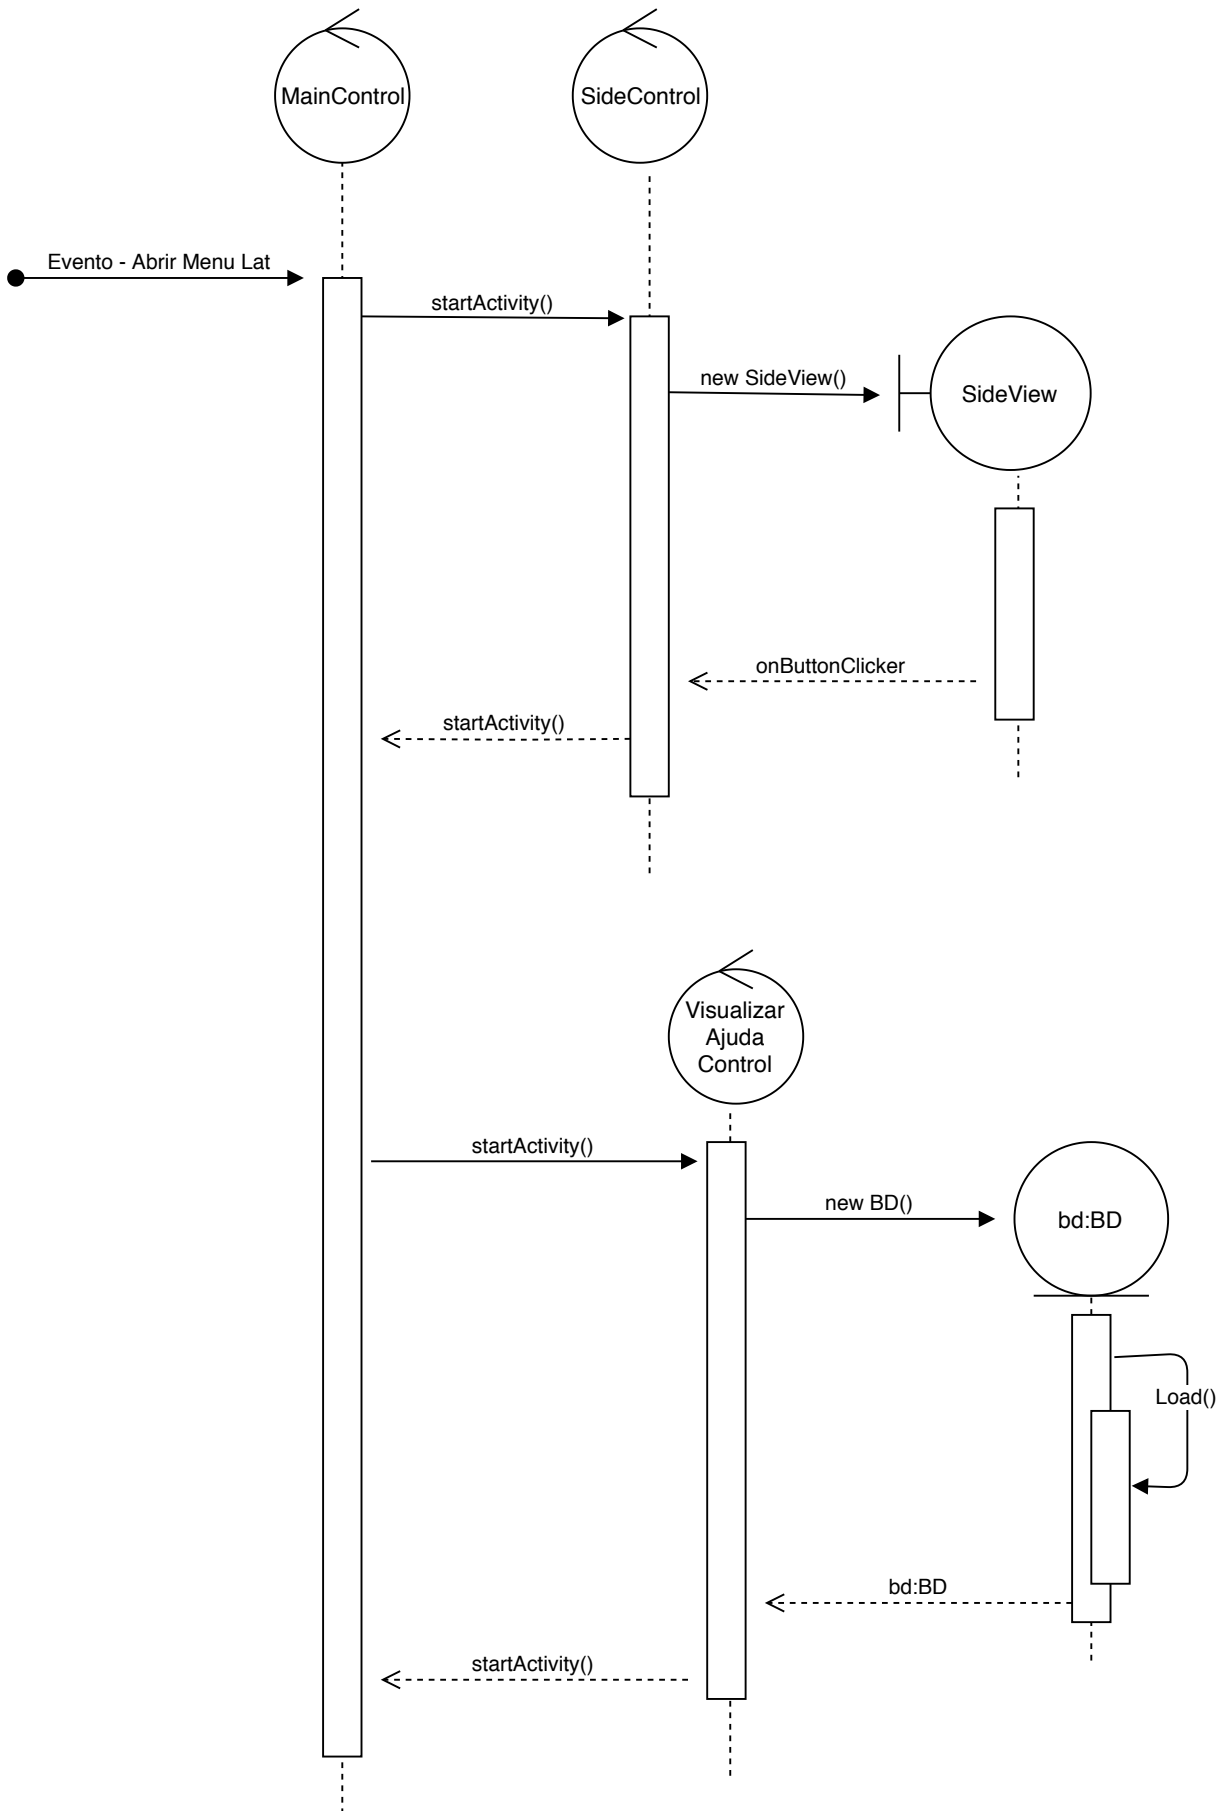 MainControl
SideControl
Evento - Abrir Menu Lat
startActivity()
new SideView()
SideView
onButtonClicker
startActivity()
Visualizar
Ajuda
Control
startActivity()
new BD()
bd:BD
Load()
bd:BD
startActivity()